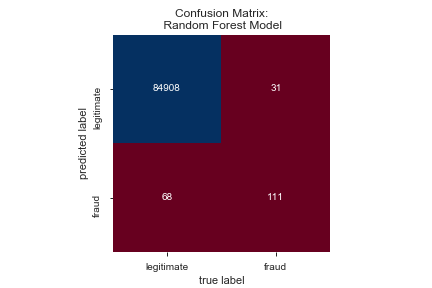 Confusion Matrix:
Random Forest Model
predicted label
legitimate
84908
31
fraud
68
111
legitimate
fraud
true label